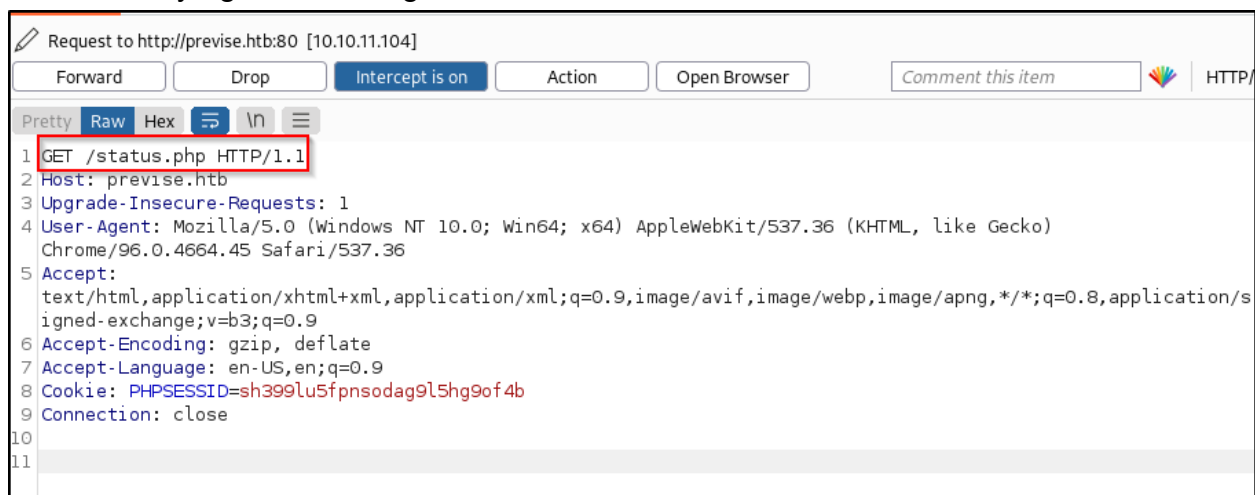 Request to http://previse.htb:80 [10.10.11.104]
Forward Drop Intercept is on Action Open Browser Comment this item HTTP/
Pretty Raw Hex \n
1 GET /status.php HTTP/1.1
2 Host: previse.htb
3 Upgrade-Insecure-Requests: 1
4 User-Agent: Mozilla/5.0 (Windows NT 10.0; Win64; x64) AppleWebKit/537.36 (KHTML, like Gecko)
Chrome/96.0.4664.45 Safari/537.36
5 Accept:
text/html,application/xhtml+xml,application/xml;q=0.9,image/avif,image/webp,image/apng,*/*;q=0.8,application/s
igned-exchange;v=b3;q=0.9
6 Accept-Encoding: gzip, deflate
7 Accept-Language: en-US,en;q=0.9
8 Cookie: PHPSESSID=sh399lu5fpnsodag9l5hg9of4b
9 Connection: close
10
11